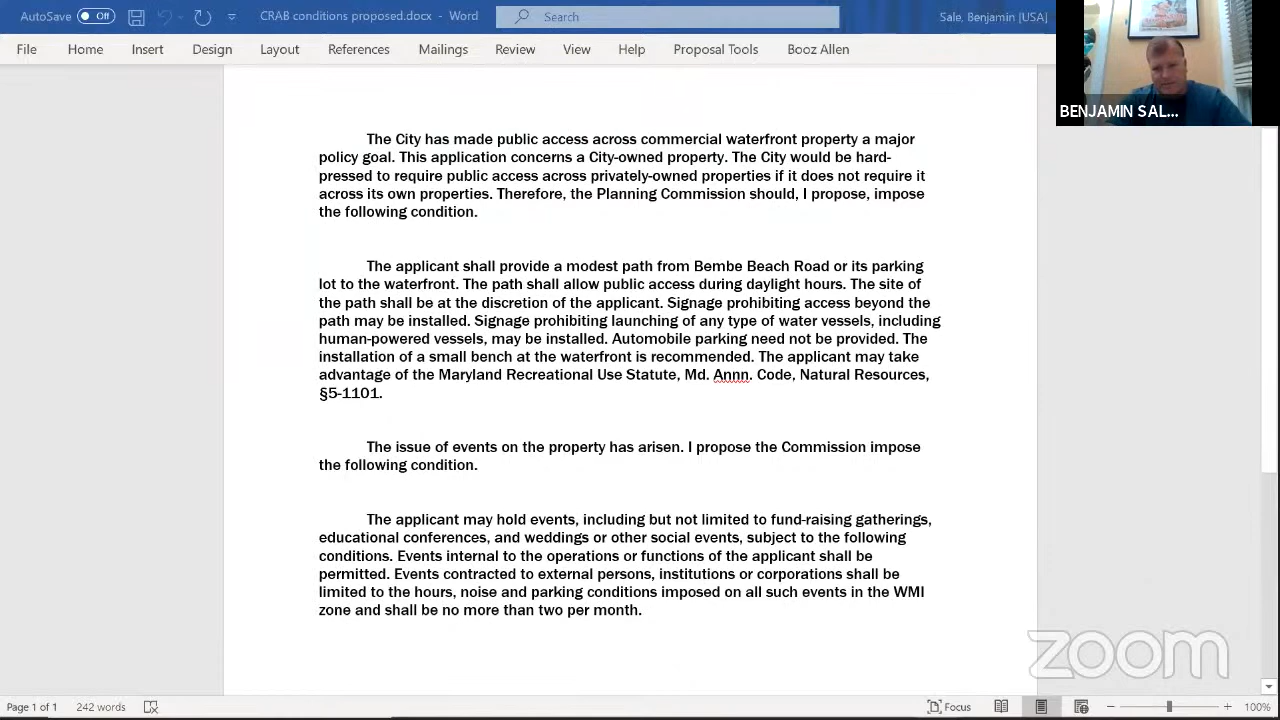 AutoSave Off CRAB conditions proposed.docx - Word Search Sale, Benjamin [USA]
File Home Insert Design Layout References Mailings Review View Help Proposal Tools Booz Allen
BENJAMIN SAL...
The City has made public access across commercial waterfront property a major
policy goal. This application concerns a City-owned property. The City would be hard-
pressed to require public access across privately-owned properties if it does not require it
across its own properties. Therefore, the Planning Commission should, I propose, impose
the following condition.
The applicant shall provide a modest path from Bembe Beach Road or its parking
lot to the waterfront. The path shall allow public access during daylight hours. The site of
the path shall be at the discretion of the applicant. Signage prohibiting access beyond the
path may be installed. Signage prohibiting launching of any type of water vessels, including
human-powered vessels, may be installed. Automobile parking need not be provided. The
installation of a small bench at the waterfront is recommended. The applicant may take
advantage of the Maryland Recreational Use Statute, Md. Annn. Code, Natural Resources,
§5-1101.
The issue of events on the property has arisen. I propose the Commission impose
the following condition.
The applicant may hold events, including but not limited to fund-raising gatherings,
educational conferences, and weddings or other social events, subject to the following
conditions. Events internal to the operations or functions of the applicant shall be
permitted. Events contracted to external persons, institutions or corporations shall be
limited to the hours, noise and parking conditions imposed on all such events in the WMI
zone and shall be no more than two per month.
zoom
Page 1 of 1 242 words Focus 100%